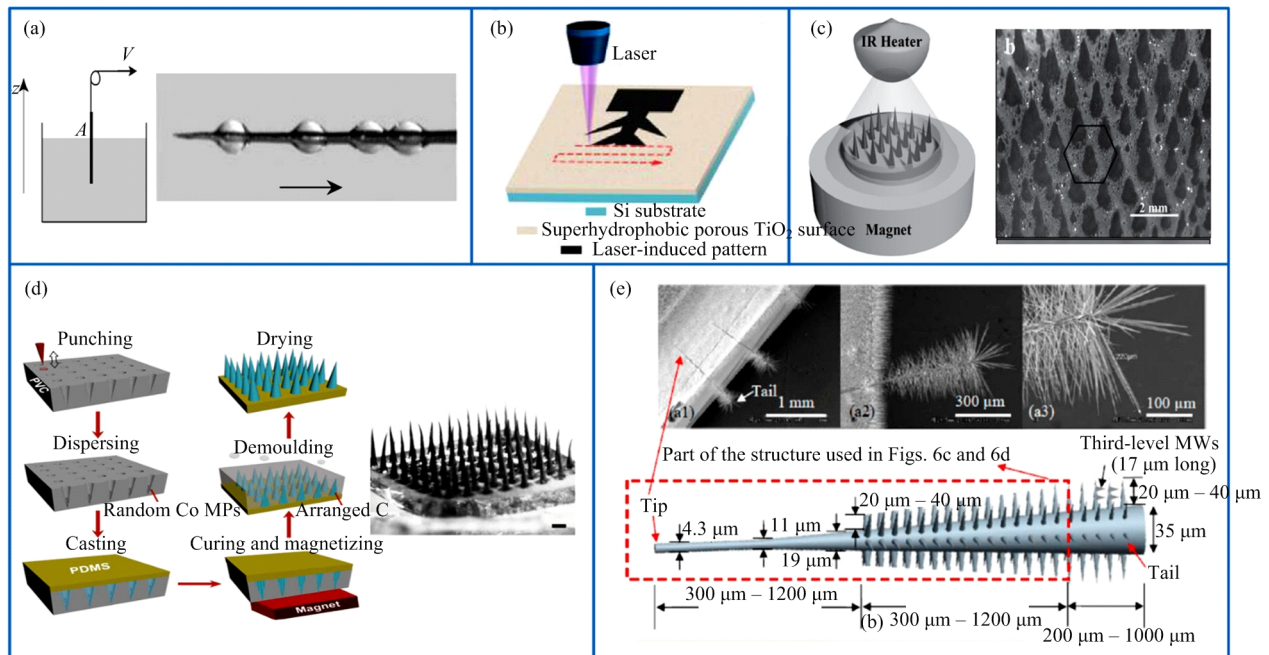 (a)
V
z
A
(b)
Laser
Si substrate
Superhydrophobic porous TiO₂ surface
Laser-induced pattern
(c)
IR Heater
Magnet
b
2 mm
(d)
Punching
PVC
Dispersing
Random Co MPs
Casting
PDMS
Drying
Demoulding
Arranged C
Curing and magnetizing
Magnet
(e)
Tail
(a1)
1 mm
(a2)
300 μm
220μm
(a3)
100 μm
Part of the structure used in Figs. 6c and 6d
Third-level MWs
(17 μm long)
20 μm – 40 μm
Tip
4.3 μm
11 μm
20 μm – 40 μm
19 μm
35 μm
Tail
300 μm – 1200 μm
(b)
300 μm – 1200 μm
200 μm – 1000 μm